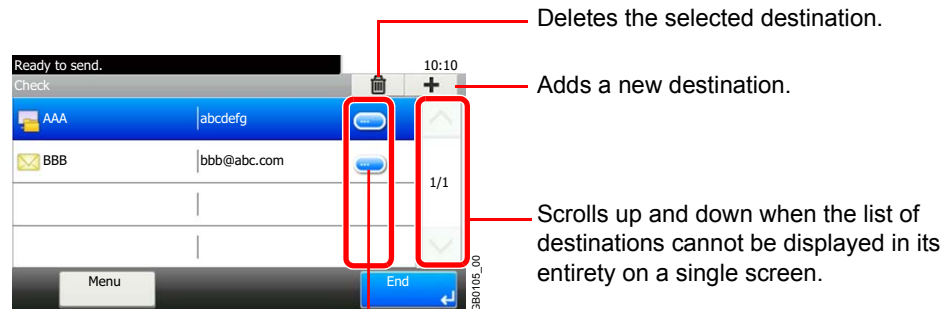 Deletes the selected destination.
Ready to send.
10:10
Check
Adds a new destination.
AAA
abcdefg
BBB
bbb@abc.com
1/1
Scrolls up and down when the list of
destinations cannot be displayed in its
entirety on a single screen.
Menu
End
GB0105_00